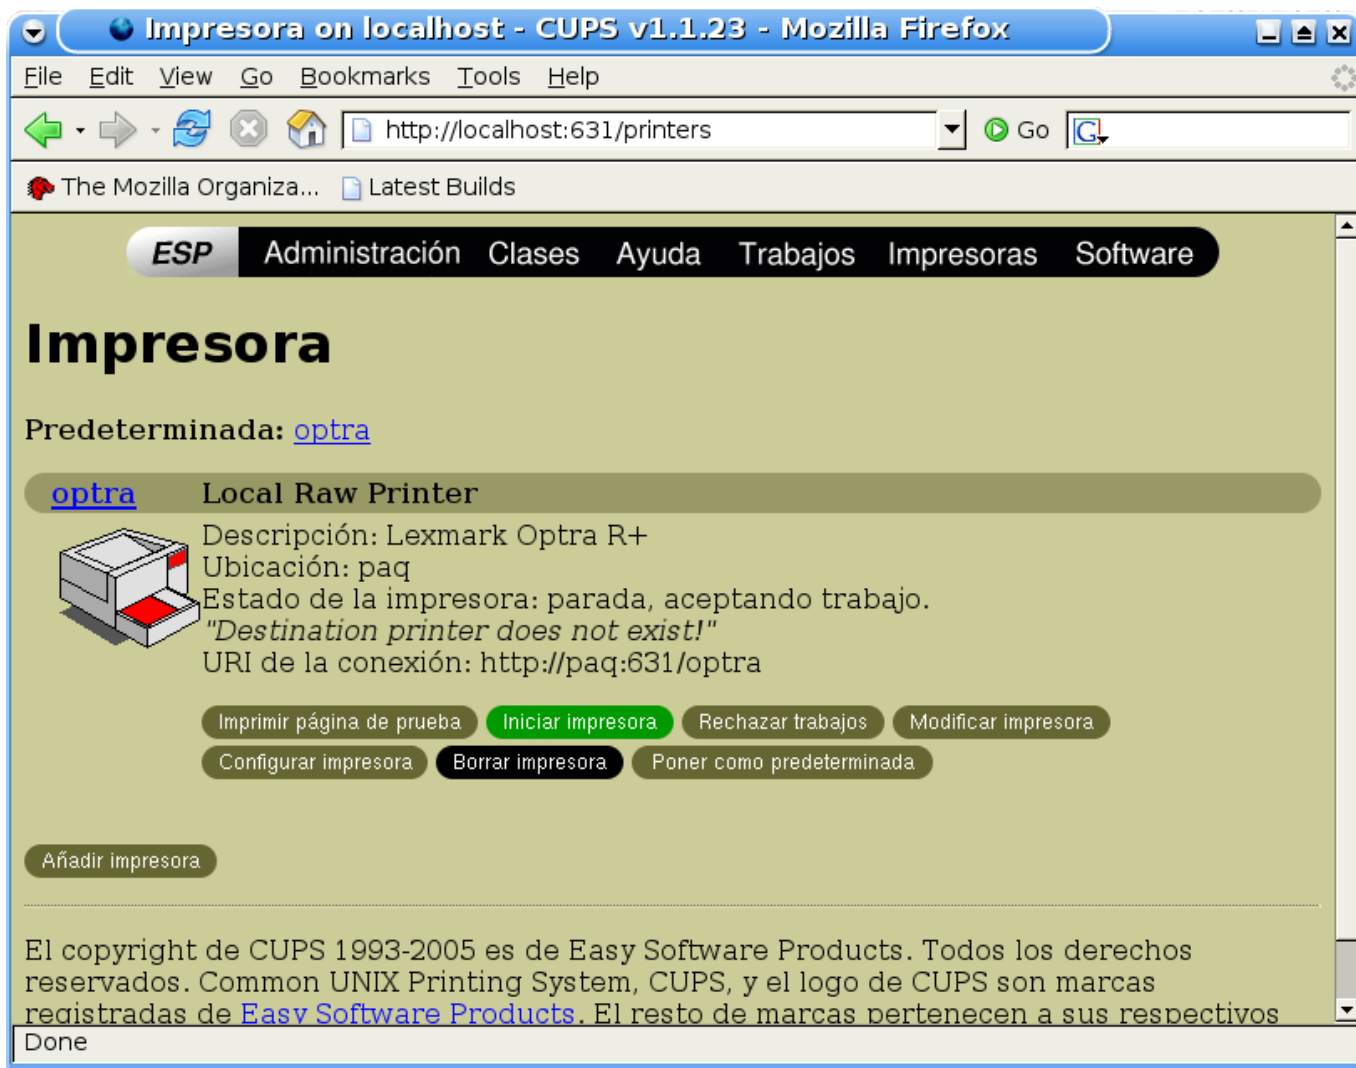 Impresora on localhost - CUPS v1.1.23 - Mozilla Firefox
File Edit View Go Bookmarks Tools Help
http://localhost:631/printers Go G
The Mozilla Organiza... Latest Builds
ESP Administración Clases Ayuda Trabajos Impresoras Software
Impresora
Predeterminada: optra
optra Local Raw Printer
Descripción: Lexmark Optra R+
Ubicación: paq
Estado de la impresora: parada, aceptando trabajo.
"Destination printer does not exist!"
URI de la conexión: http://paq:631/optra
Imprimir página de prueba Iniciar impresora Rechazar trabajos Modificar impresora
Configurar impresora Borrar impresora Poner como predeterminada
Añadir impresora
El copyright de CUPS 1993-2005 es de Easy Software Products. Todos los derechos
reservados. Common UNIX Printing System, CUPS, y el logo de CUPS son marcas
registradas de Easy Software Products. El resto de marcas pertenecen a sus respectivos
Done